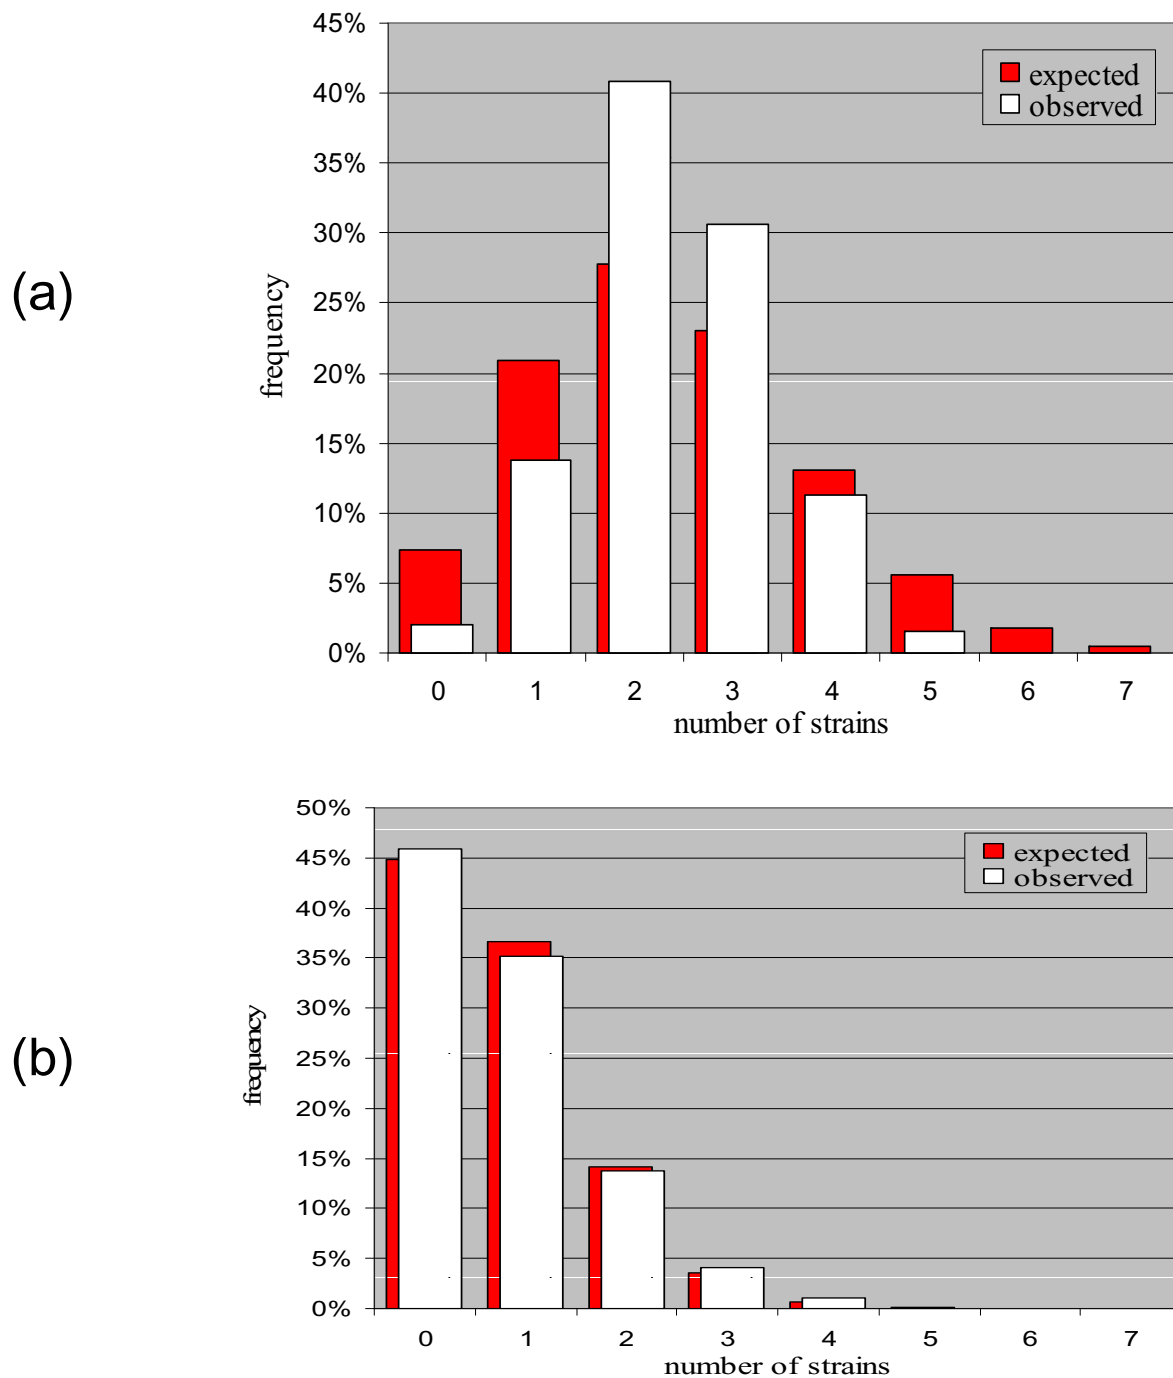 (a)
45%
40%
35%
30%
25%
20%
15%
10%
5%
0%
frequency
expected
observed
0 1 2 3 4 5 6 7
number of strains
(b)
50%
45%
40%
35%
30%
25%
20%
15%
10%
5%
0%
frequency
expected
observed
0 1 2 3 4 5 6 7
number of strains